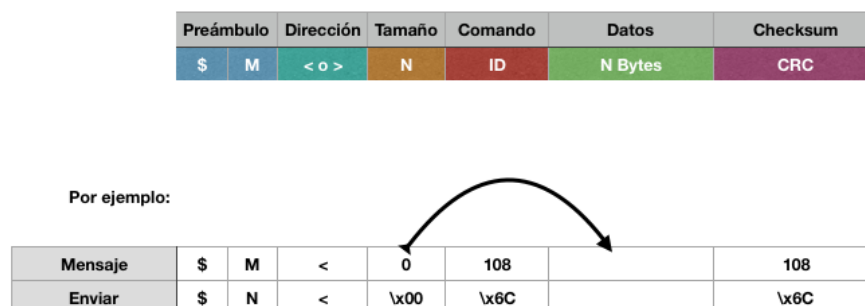 Preámbulo Dirección Tamaño Comando Datos Checksum
$ M < o > N ID N Bytes CRC
Por ejemplo:
Mensaje $ M < 0 108 108
Enviar $ N < \x00 \x6C \x6C